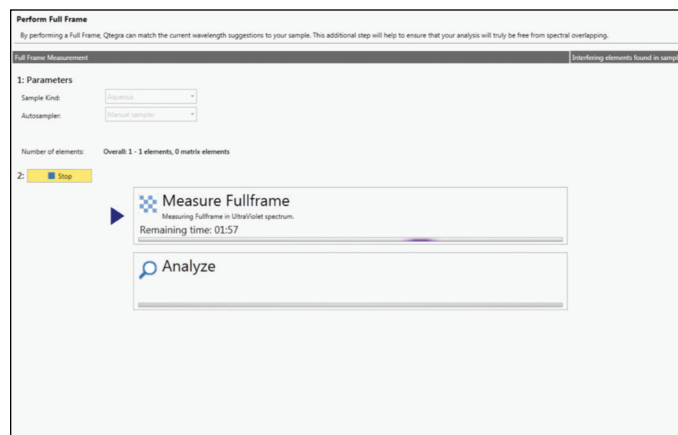 Perform Full Frame
By performing a Full Frame, Qtegra can match the current wavelength suggestions to your sample. This additional step will help to ensure that your analysis will truly be free from spectral overlapping.
Full Frame Measurement
Interfering elements found in sampl
1: Parameters
Sample Kind: Aqueous
Autosampler: Manual sampler
Number of elements: Overall: 1 - 1 elements, 0 matrix elements
2: Stop
Measure Fullframe
Measuring Fullframe in UltraViolet spectrum.
Remaining time: 01:57
Analyze